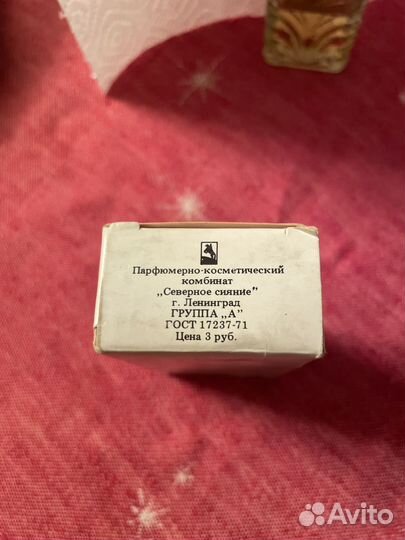 Парфюмерно-косметический
комбинат
„Северное сияние"
г. Ленинград
ГРУППА „А"
ГОСТ 17237-71
Цена 3 руб.
Avito